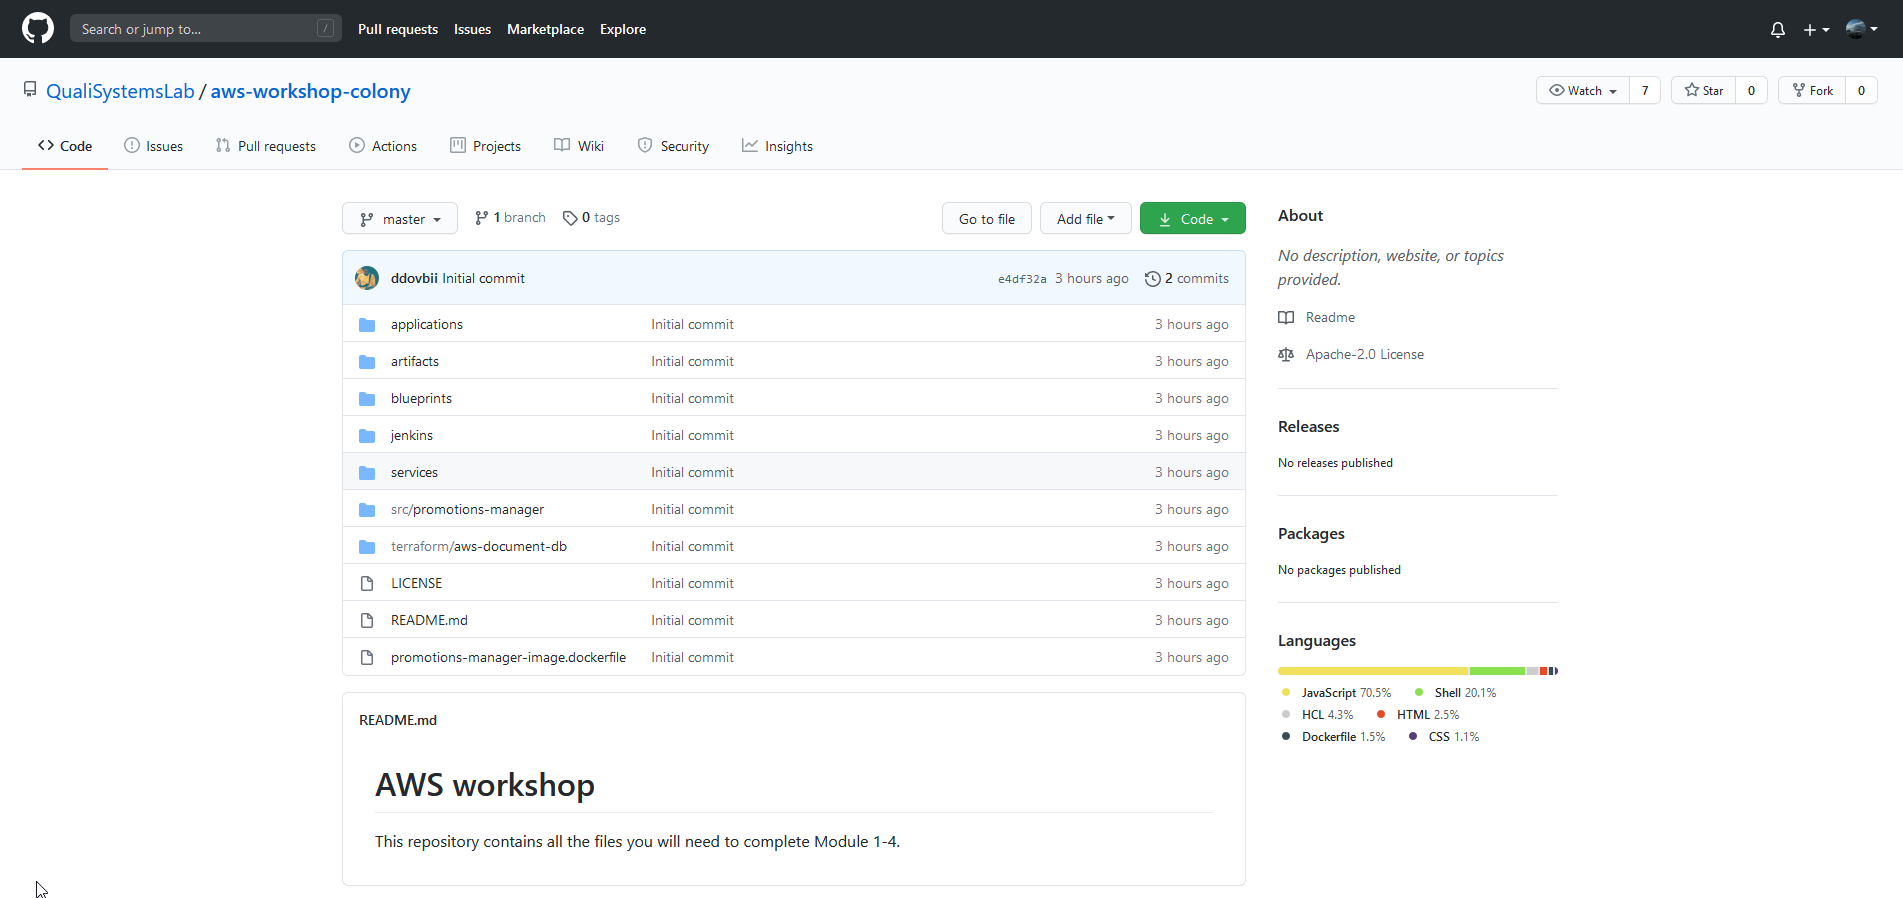 Search or jump to... /
Pull requests Issues Marketplace Explore
QualiSystemsLab / aws-workshop-colony
Watch 7 Star 0 Fork 0
Code Issues Pull requests Actions Projects Wiki Security Insights
master 1 branch 0 tags Go to file Add file Code
ddovbii Initial commit e4df32a 3 hours ago 2 commits
applications Initial commit 3 hours ago
artifacts Initial commit 3 hours ago
blueprints Initial commit 3 hours ago
jenkins Initial commit 3 hours ago
services Initial commit 3 hours ago
src/promotions-manager Initial commit 3 hours ago
terraform/aws-document-db Initial commit 3 hours ago
LICENSE Initial commit 3 hours ago
README.md Initial commit 3 hours ago
promotions-manager-image.dockerfile Initial commit 3 hours ago
README.md
AWS workshop
This repository contains all the files you will need to complete Module 1-4.
About
No description, website, or topics
provided.
Readme
Apache-2.0 License
Releases
No releases published
Packages
No packages published
Languages
JavaScript 70.5% Shell 20.1%
HCL 4.3% HTML 2.5%
Dockerfile 1.5% CSS 1.1%